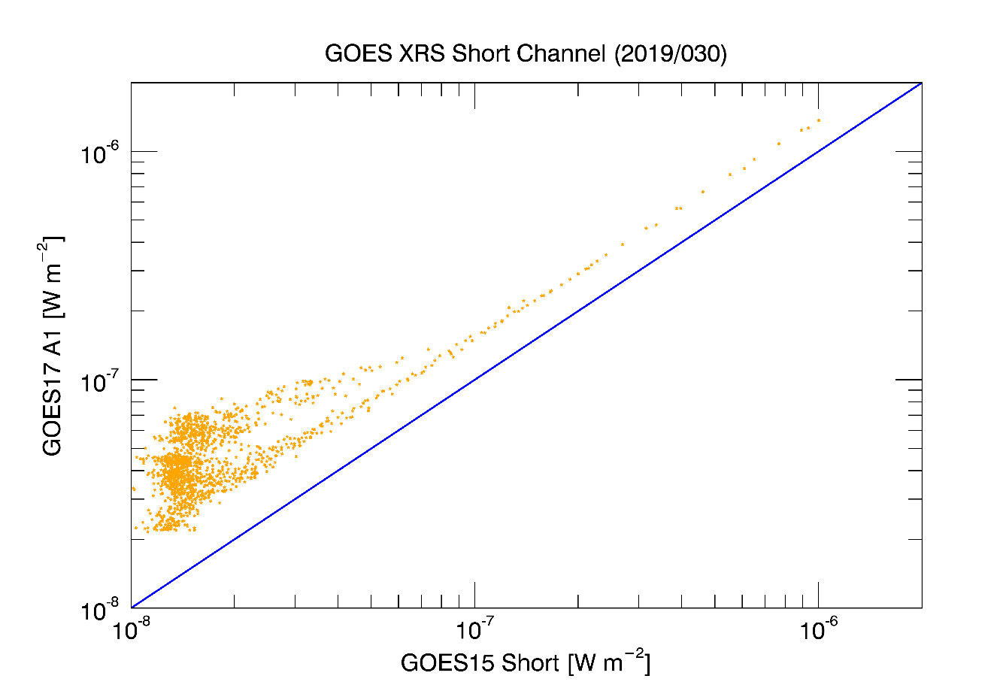 GOES XRS Short Channel (2019/030)
10⁻⁶
10⁻⁷
10⁻⁸
GOES17 A1 [W m⁻²]
10⁻⁸ 10⁻⁷ 10⁻⁶
GOES15 Short [W m⁻²]